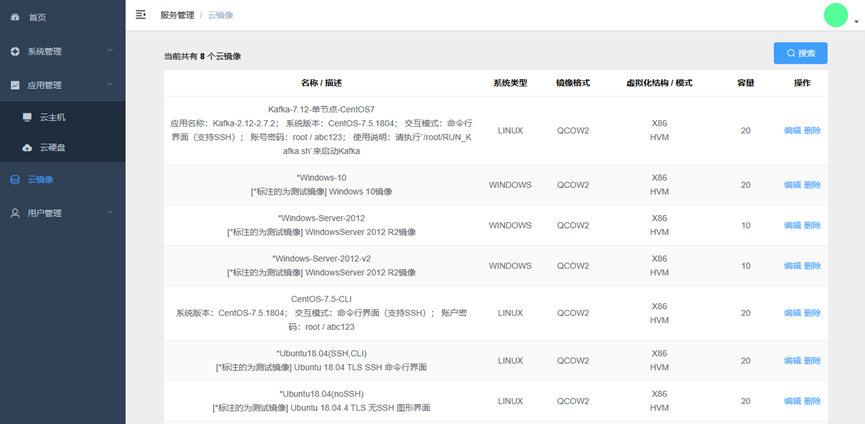 首页
系统管理
应用管理
云主机
云硬盘
云镜像
用户管理
服务管理 / 云镜像
当前共有 8 个云镜像
搜索
名称 / 描述 系统类型 镜像格式 虚拟化结构 / 模式 容量 操作
Kafka-7.12-单节点-CentOS7
应用名称：Kafka-2.12-2.7.2； 系统版本：CentOS-7.5.1804； 交互模式：命令行
界面（支持SSH）； 账号密码：root / abc123； 使用说明：请执行`/root/RUN_K
afka.sh`来启动Kafka
LINUX QCOW2 X86
HVM
20 编辑 删除
*Windows-10
[*标注的为测试镜像] Windows 10镜像
WINDOWS QCOW2 X86
HVM
20 编辑 删除
*Windows-Server-2012
[*标注的为测试镜像] WindowsServer 2012 R2镜像
WINDOWS QCOW2 X86
HVM
10 编辑 删除
*Windows-Server-2012-v2
[*标注的为测试镜像] WindowsServer 2012 R2镜像
WINDOWS QCOW2 X86
HVM
10 编辑 删除
CentOS-7.5-CLI
系统版本：CentOS-7.5.1804； 交互模式：命令行界面（支持SSH）； 账户密
码：root / abc123
LINUX QCOW2 X86
HVM
20 编辑 删除
*Ubuntu18.04(SSH,CLI)
[*标注的为测试镜像] Ubuntu 18.04 TLS SSH 命令行界面
LINUX QCOW2 X86
HVM
20 编辑 删除
*Ubuntu18.04(noSSH)
[*标注的为测试镜像] Ubuntu 18.04.4 TLS 无SSH 图形界面
LINUX QCOW2 X86
HVM
20 编辑 删除